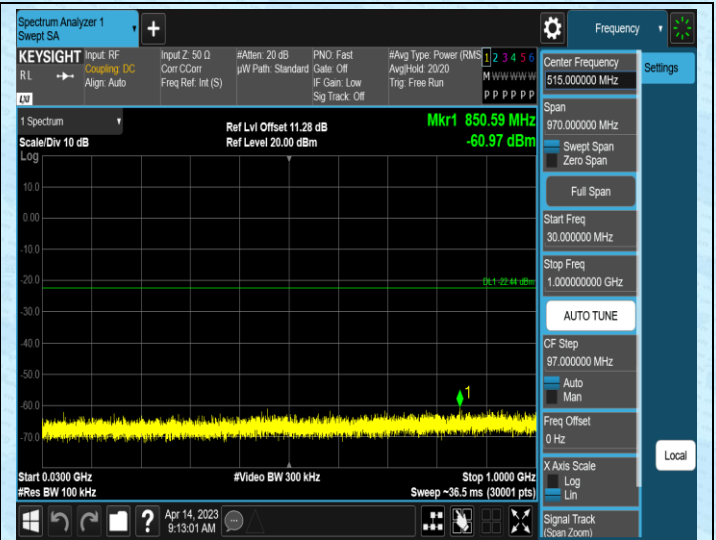 Spectrum Analyzer 1
Swept SA
Frequency
KEYSIGHT
RL
LXI
Input: RF
Coupling: DC
Align: Auto
Input Z: 50 Ω
Corr CCorr
Freq Ref: Int (S)
#Atten: 20 dB
µW Path: Standard
PNO: Fast
Gate: Off
IF Gain: Low
Sig Track: Off
#Avg Type: Power (RMS
Avg|Hold: 20/20
Trig: Free Run
1 2 3 4 5 6
M W W W W W
P P P P P P
1 Spectrum
Scale/Div 10 dB
Log
Ref Lvl Offset 11.28 dB
Ref Level 20.00 dBm
Mkr1 850.59 MHz
-60.97 dBm
10.0
0.00
-10.0
-20.0
DL1 -22.44 dBm
-30.0
-40.0
-50.0
-60.0
-70.0
1
Start 0.0300 GHz
#Res BW 100 kHz
#Video BW 300 kHz
Stop 1.0000 GHz
Sweep ~36.5 ms (30001 pts)
Apr 14, 2023
9:13:01 AM
Center Frequency
515.000000 MHz
Span
970.000000 MHz
Swept Span
Zero Span
Full Span
Start Freq
30.000000 MHz
Stop Freq
1.000000000 GHz
AUTO TUNE
CF Step
97.000000 MHz
Auto
Man
Freq Offset
0 Hz
X Axis Scale
Log
Lin
Signal Track
(Span Zoom)
Settings
Local